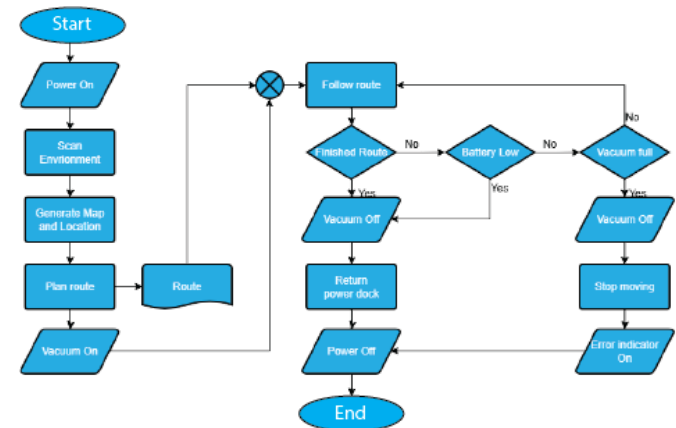 Start
Power On
Scan
Envrionment
Generate Map
and Location
Plan route
Route
Vacuum On
Follow route
Finished Route
No
Battery Low
No
Vacuum full
No
Yes
Yes
Yes
Vacuum Off
Vacuum Off
Return
power dock
Stop moving
Power Off
Error indicator
On
End